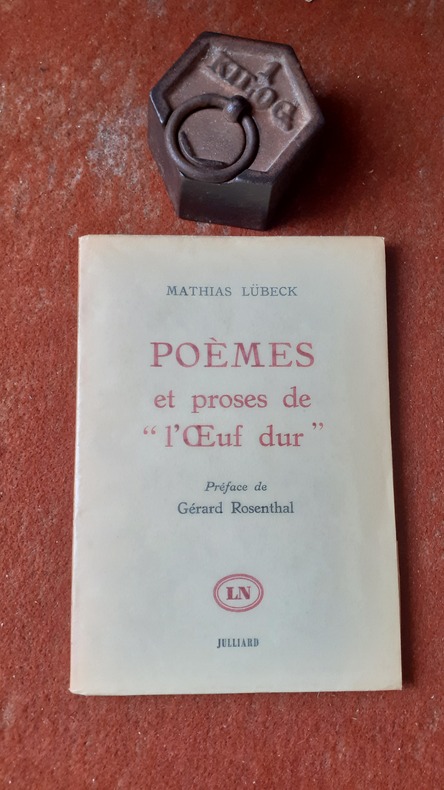 1
KILOG.
MATHIAS LÜBECK
POÈMES
et proses de
“ l'Œuf dur ”
Préface de
Gérard Rosenthal
LN
JULLIARD